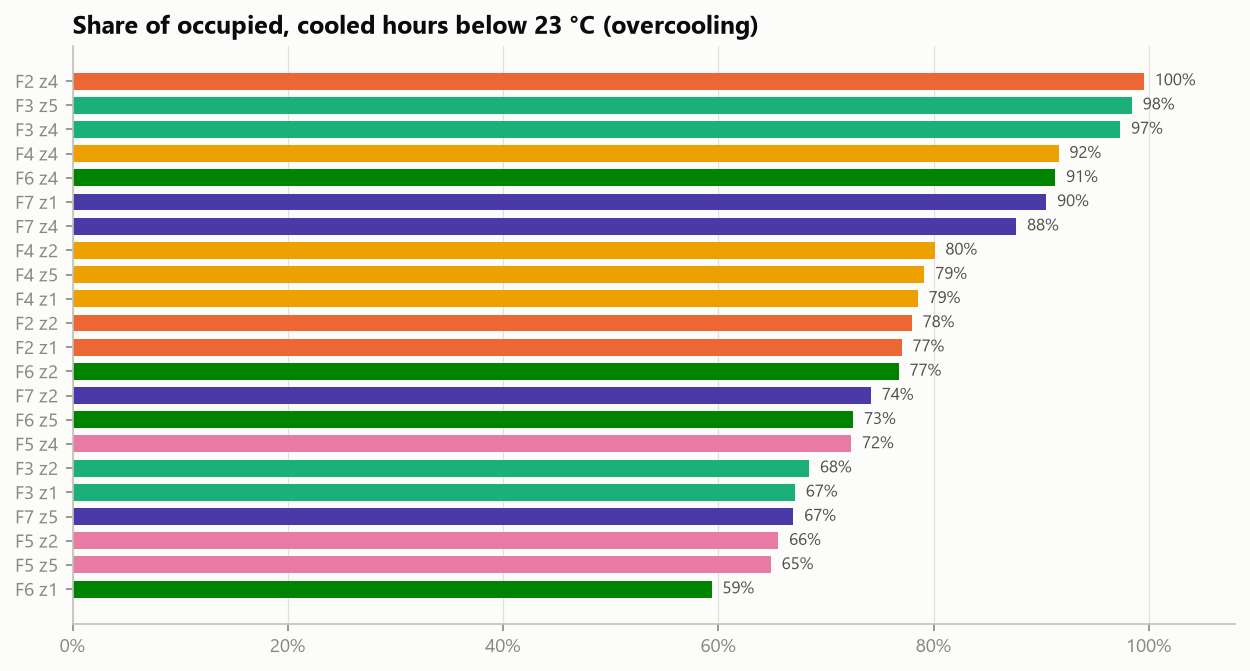 Share of occupied, cooled hours below 23 °C (overcooling)
F2 z4 100%
F3 z5 98%
F3 z4 97%
F4 z4 92%
F6 z4 91%
F7 z1 90%
F7 z4 88%
F4 z2 80%
F4 z5 79%
F4 z1 79%
F2 z2 78%
F2 z1 77%
F6 z2 77%
F7 z2 74%
F6 z5 73%
F5 z4 72%
F3 z2 68%
F3 z1 67%
F7 z5 67%
F5 z2 66%
F5 z5 65%
F6 z1 59%
0% 20% 40% 60% 80% 100%